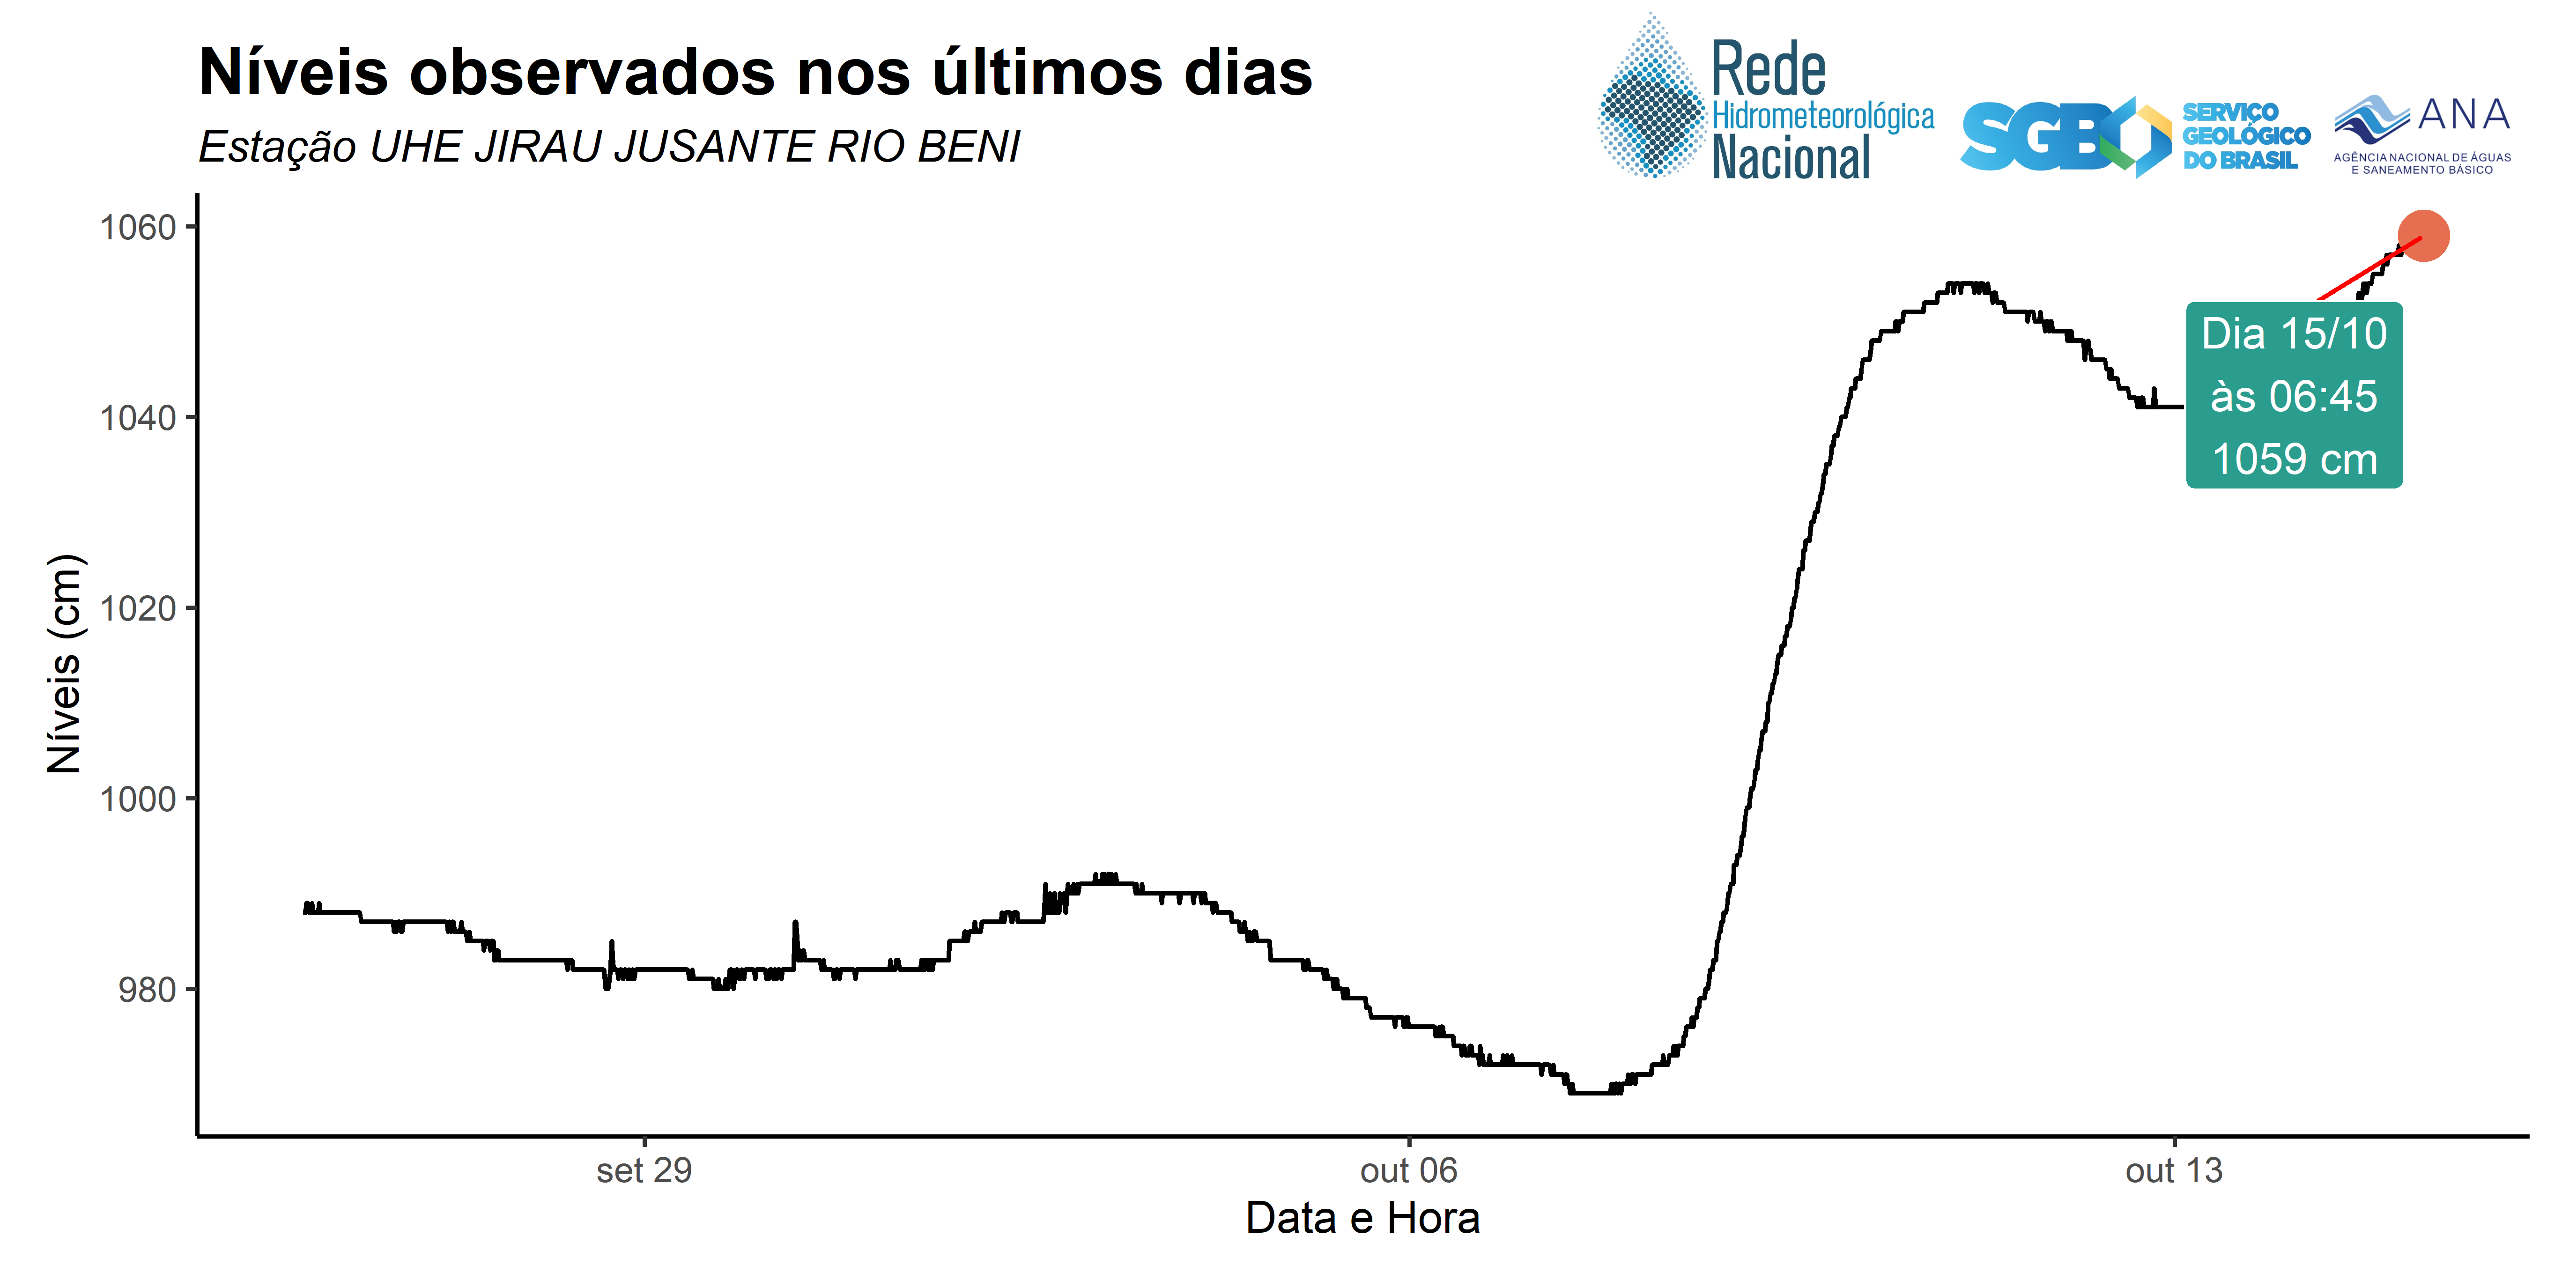 Níveis observados nos últimos dias
Estação UHE JIRAU JUSANTE RIO BENI
Rede
Hidrometeorológica
Nacional
SGB
SERVIÇO
GEOLÓGICO
DO BRASIL
ANA
AGÊNCIA NACIONAL DE ÁGUAS
E SANEAMENTO BÁSICO
Níveis (cm)
1060
1040
1020
1000
980
Dia 15/10
às 06:45
1059 cm
set 29
out 06
out 13
Data e Hora